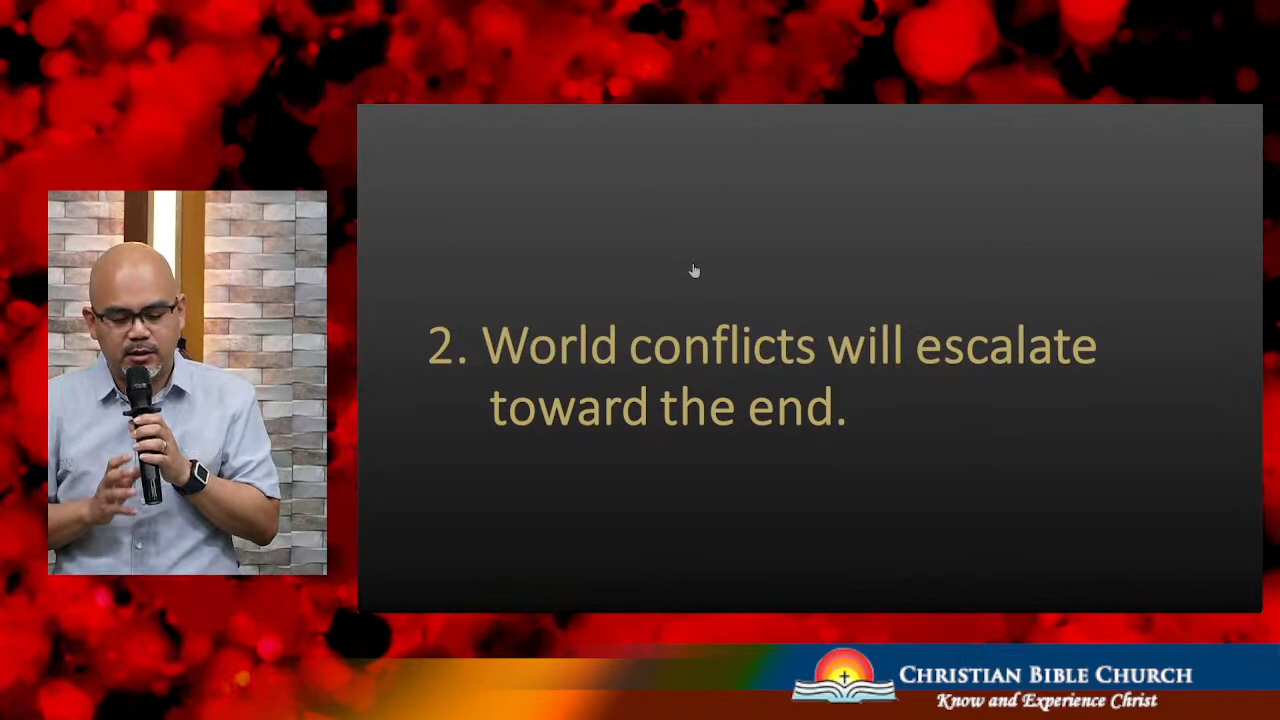 2. World conflicts will escalate
toward the end.
CHRISTIAN BIBLE CHURCH
Know and Experience Christ